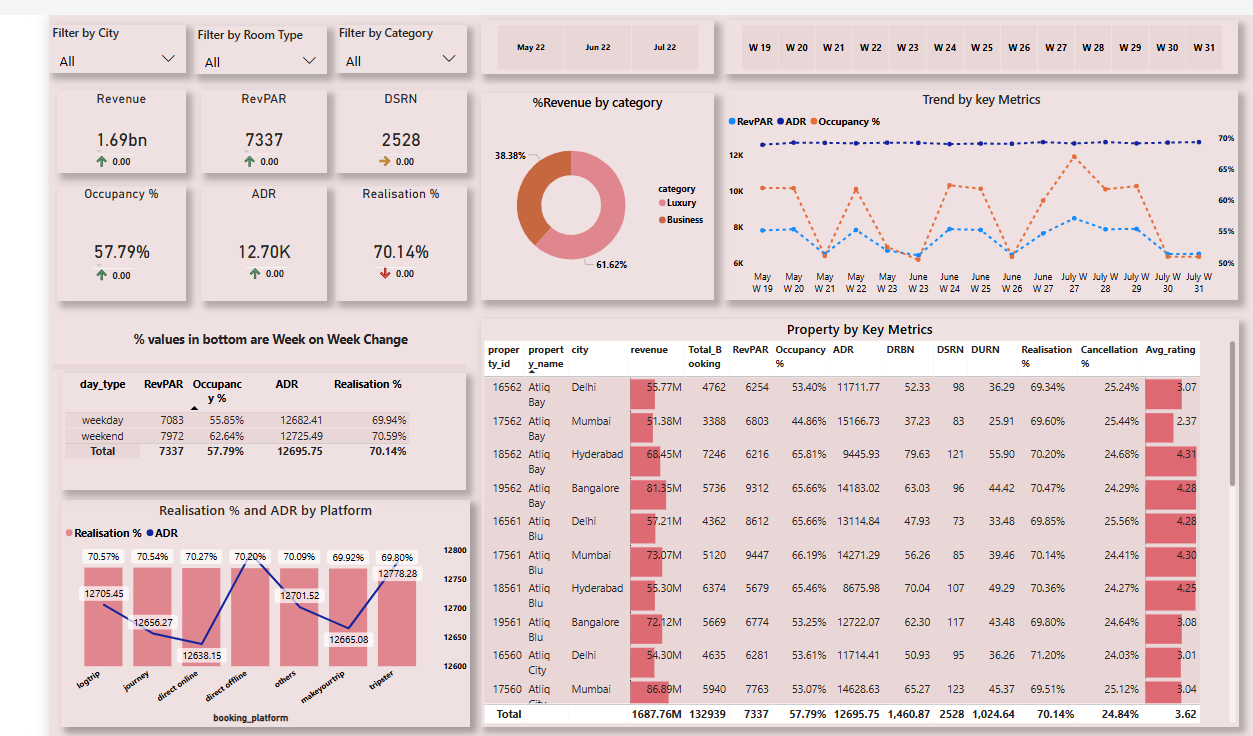 Filter by City
All
Filter by Room Type
All
Filter by Category
All
May 22 Jun 22 Jul 22
W 19 W 20 W 21 W 22 W 23 W 24 W 25 W 26 W 27 W 28 W 29 W 30 W 31
Revenue
1.69bn
0.00
RevPAR
7337
0.00
DSRN
2528
0.00
Occupancy %
57.79%
0.00
ADR
12.70K
0.00
Realisation %
70.14%
0.00
%Revenue by category
38.38%
61.62%
category
Luxury
Business
Trend by key Metrics
RevPAR ADR Occupancy %
12K
10K
8K
6K
70%
65%
60%
55%
50%
May May May May May June June June June June July W July W July W July W July W
W 19 W 20 W 21 W 22 W 23 W 23 W 24 W 25 W 26 W 27 27 28 29 30 31
% values in bottom are Week on Week Change
day_type RevPAR Occupanc ADR Realisation %
y %
weekday 7083 55.85% 12682.41 69.94%
weekend 7972 62.64% 12725.49 70.59%
Total 7337 57.79% 12695.75 70.14%
Realisation % and ADR by Platform
Realisation % ADR
70.57% 70.54% 70.27% 70.20% 70.09% 69.92% 69.80%
12705.45
12656.27
12638.15
12701.52
12665.08
12778.28
12800
12750
12700
12650
12600
logtrip
journey
direct online
direct offline
others
makeyourtrip
tripster
booking_platform
Property by Key Metrics
proper propert city revenue Total_B RevPAR Occupancy ADR DRBN DSRN DURN Realisation Cancellation Avg_rating
ty_id y_name ooking % % %
16562 Atliq Delhi 55.77M 4762 6254 53.40% 11711.77 52.33 98 36.29 69.34% 25.24% 3.07
Bay
17562 Atliq Mumbai 51.38M 3388 6803 44.86% 15166.73 37.23 83 25.91 69.60% 25.44% 2.37
Bay
18562 Atliq Hyderabad 68.45M 7246 6216 65.81% 9445.93 79.63 121 55.90 70.20% 24.68% 4.31
Bay
19562 Atliq Bangalore 81.35M 5736 9312 65.66% 14183.02 63.03 96 44.42 70.47% 24.29% 4.28
Bay
16561 Atliq Delhi 57.21M 4362 8612 65.66% 13114.84 47.93 73 33.48 69.85% 25.56% 4.28
Blu
17561 Atliq Mumbai 73.07M 5120 9447 66.19% 14271.29 56.26 85 39.46 70.14% 24.41% 4.30
Blu
18561 Atliq Hyderabad 55.30M 6374 5679 65.46% 8675.98 70.04 107 49.29 70.36% 24.27% 4.25
Blu
19561 Atliq Bangalore 72.12M 5669 6774 53.25% 12722.07 62.30 117 43.48 69.80% 24.64% 3.08
Blu
16560 Atliq Delhi 54.30M 4635 6281 53.61% 11714.41 50.93 95 36.26 71.20% 24.03% 3.01
City
17560 Atliq Mumbai 86.89M 5940 7763 53.07% 14628.63 65.27 123 45.37 69.51% 25.12% 3.04
City
Total 1687.76M 132939 7337 57.79% 12695.75 1,460.87 2528 1,024.64 70.14% 24.84% 3.62